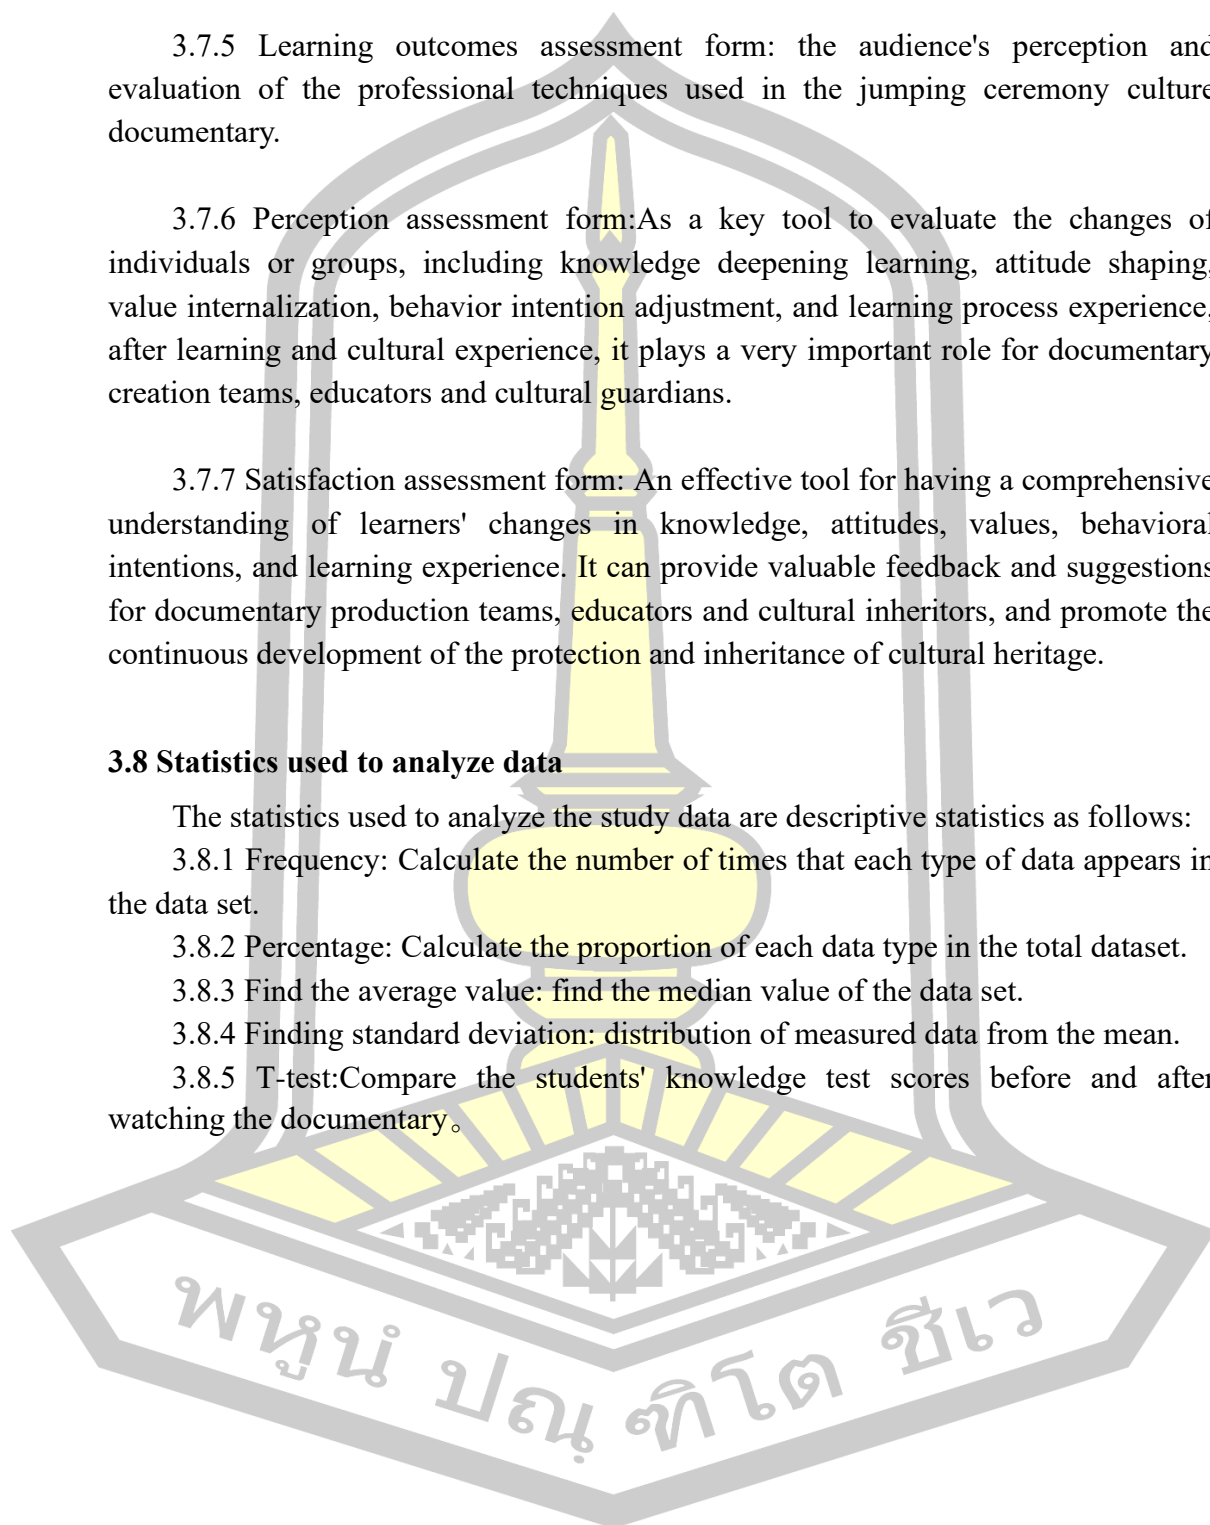 3.7.5 Learning outcomes assessment form: the audience's perception and
evaluation of the professional techniques used in the jumping ceremony culture
documentary.
3.7.6 Perception assessment form:As a key tool to evaluate the changes of
individuals or groups, including knowledge deepening learning, attitude shaping,
value internalization, behavior intention adjustment, and learning process experience,
after learning and cultural experience, it plays a very important role for documentary
creation teams, educators and cultural guardians.
3.7.7 Satisfaction assessment form: An effective tool for having a comprehensive
understanding of learners' changes in knowledge, attitudes, values, behavioral
intentions, and learning experience. It can provide valuable feedback and suggestions
for documentary production teams, educators and cultural inheritors, and promote the
continuous development of the protection and inheritance of cultural heritage.
3.8 Statistics used to analyze data
The statistics used to analyze the study data are descriptive statistics as follows:
3.8.1 Frequency: Calculate the number of times that each type of data appears in
the data set.
3.8.2 Percentage: Calculate the proportion of each data type in the total dataset.
3.8.3 Find the average value: find the median value of the data set.
3.8.4 Finding standard deviation: distribution of measured data from the mean.
3.8.5 T-test:Compare the students' knowledge test scores before and after
watching the documentary。
พหูนํ ปณฺฑิโต ชีเว